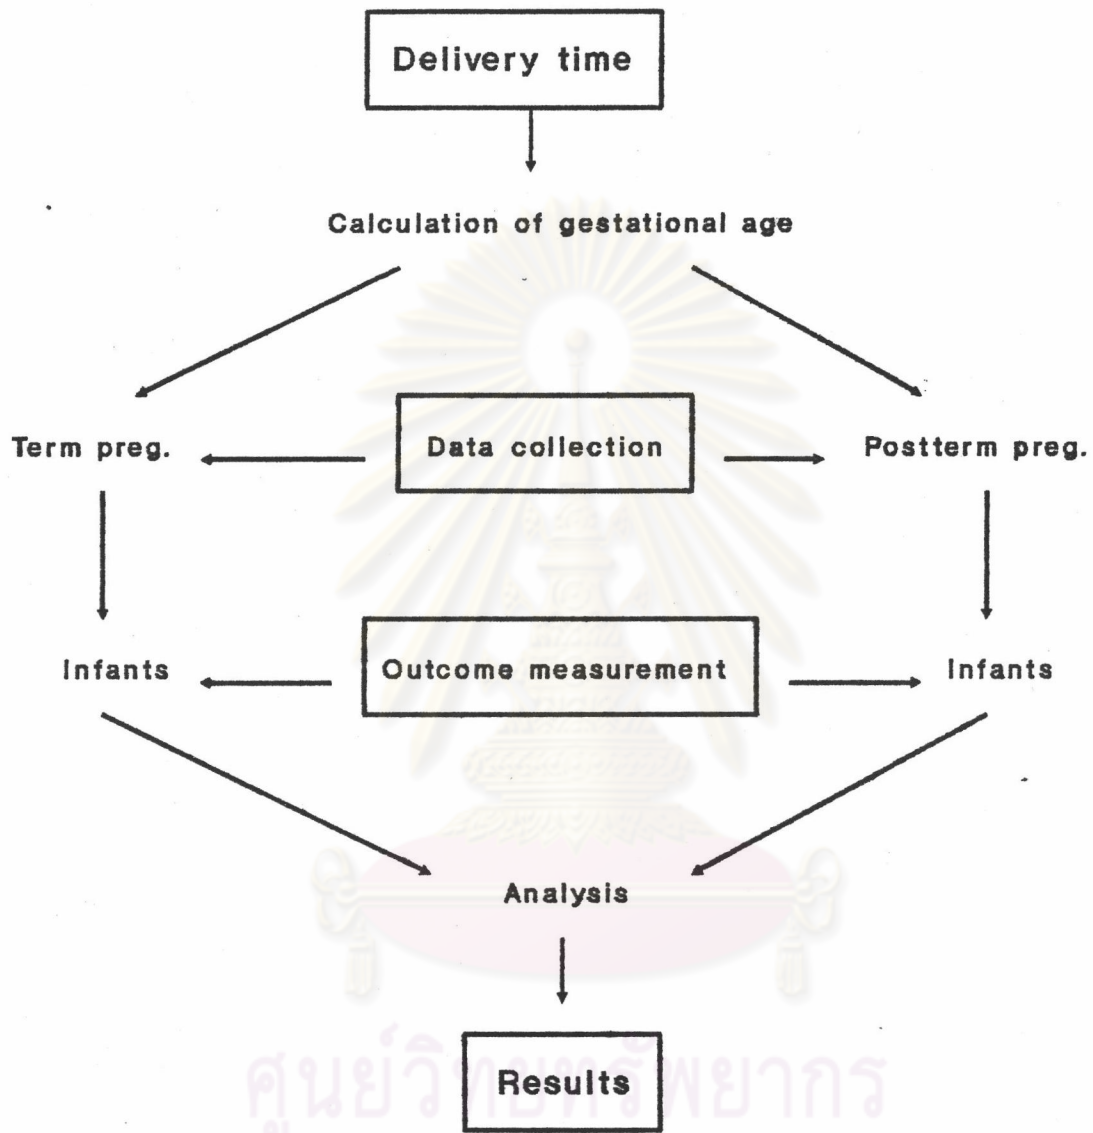 Delivery time
Calculation of gestational age
Term preg.
Data collection
Postterm preg.
Infants
Outcome measurement
Infants
Analysis
Results
ศูนย์วิทยทรัพยากร